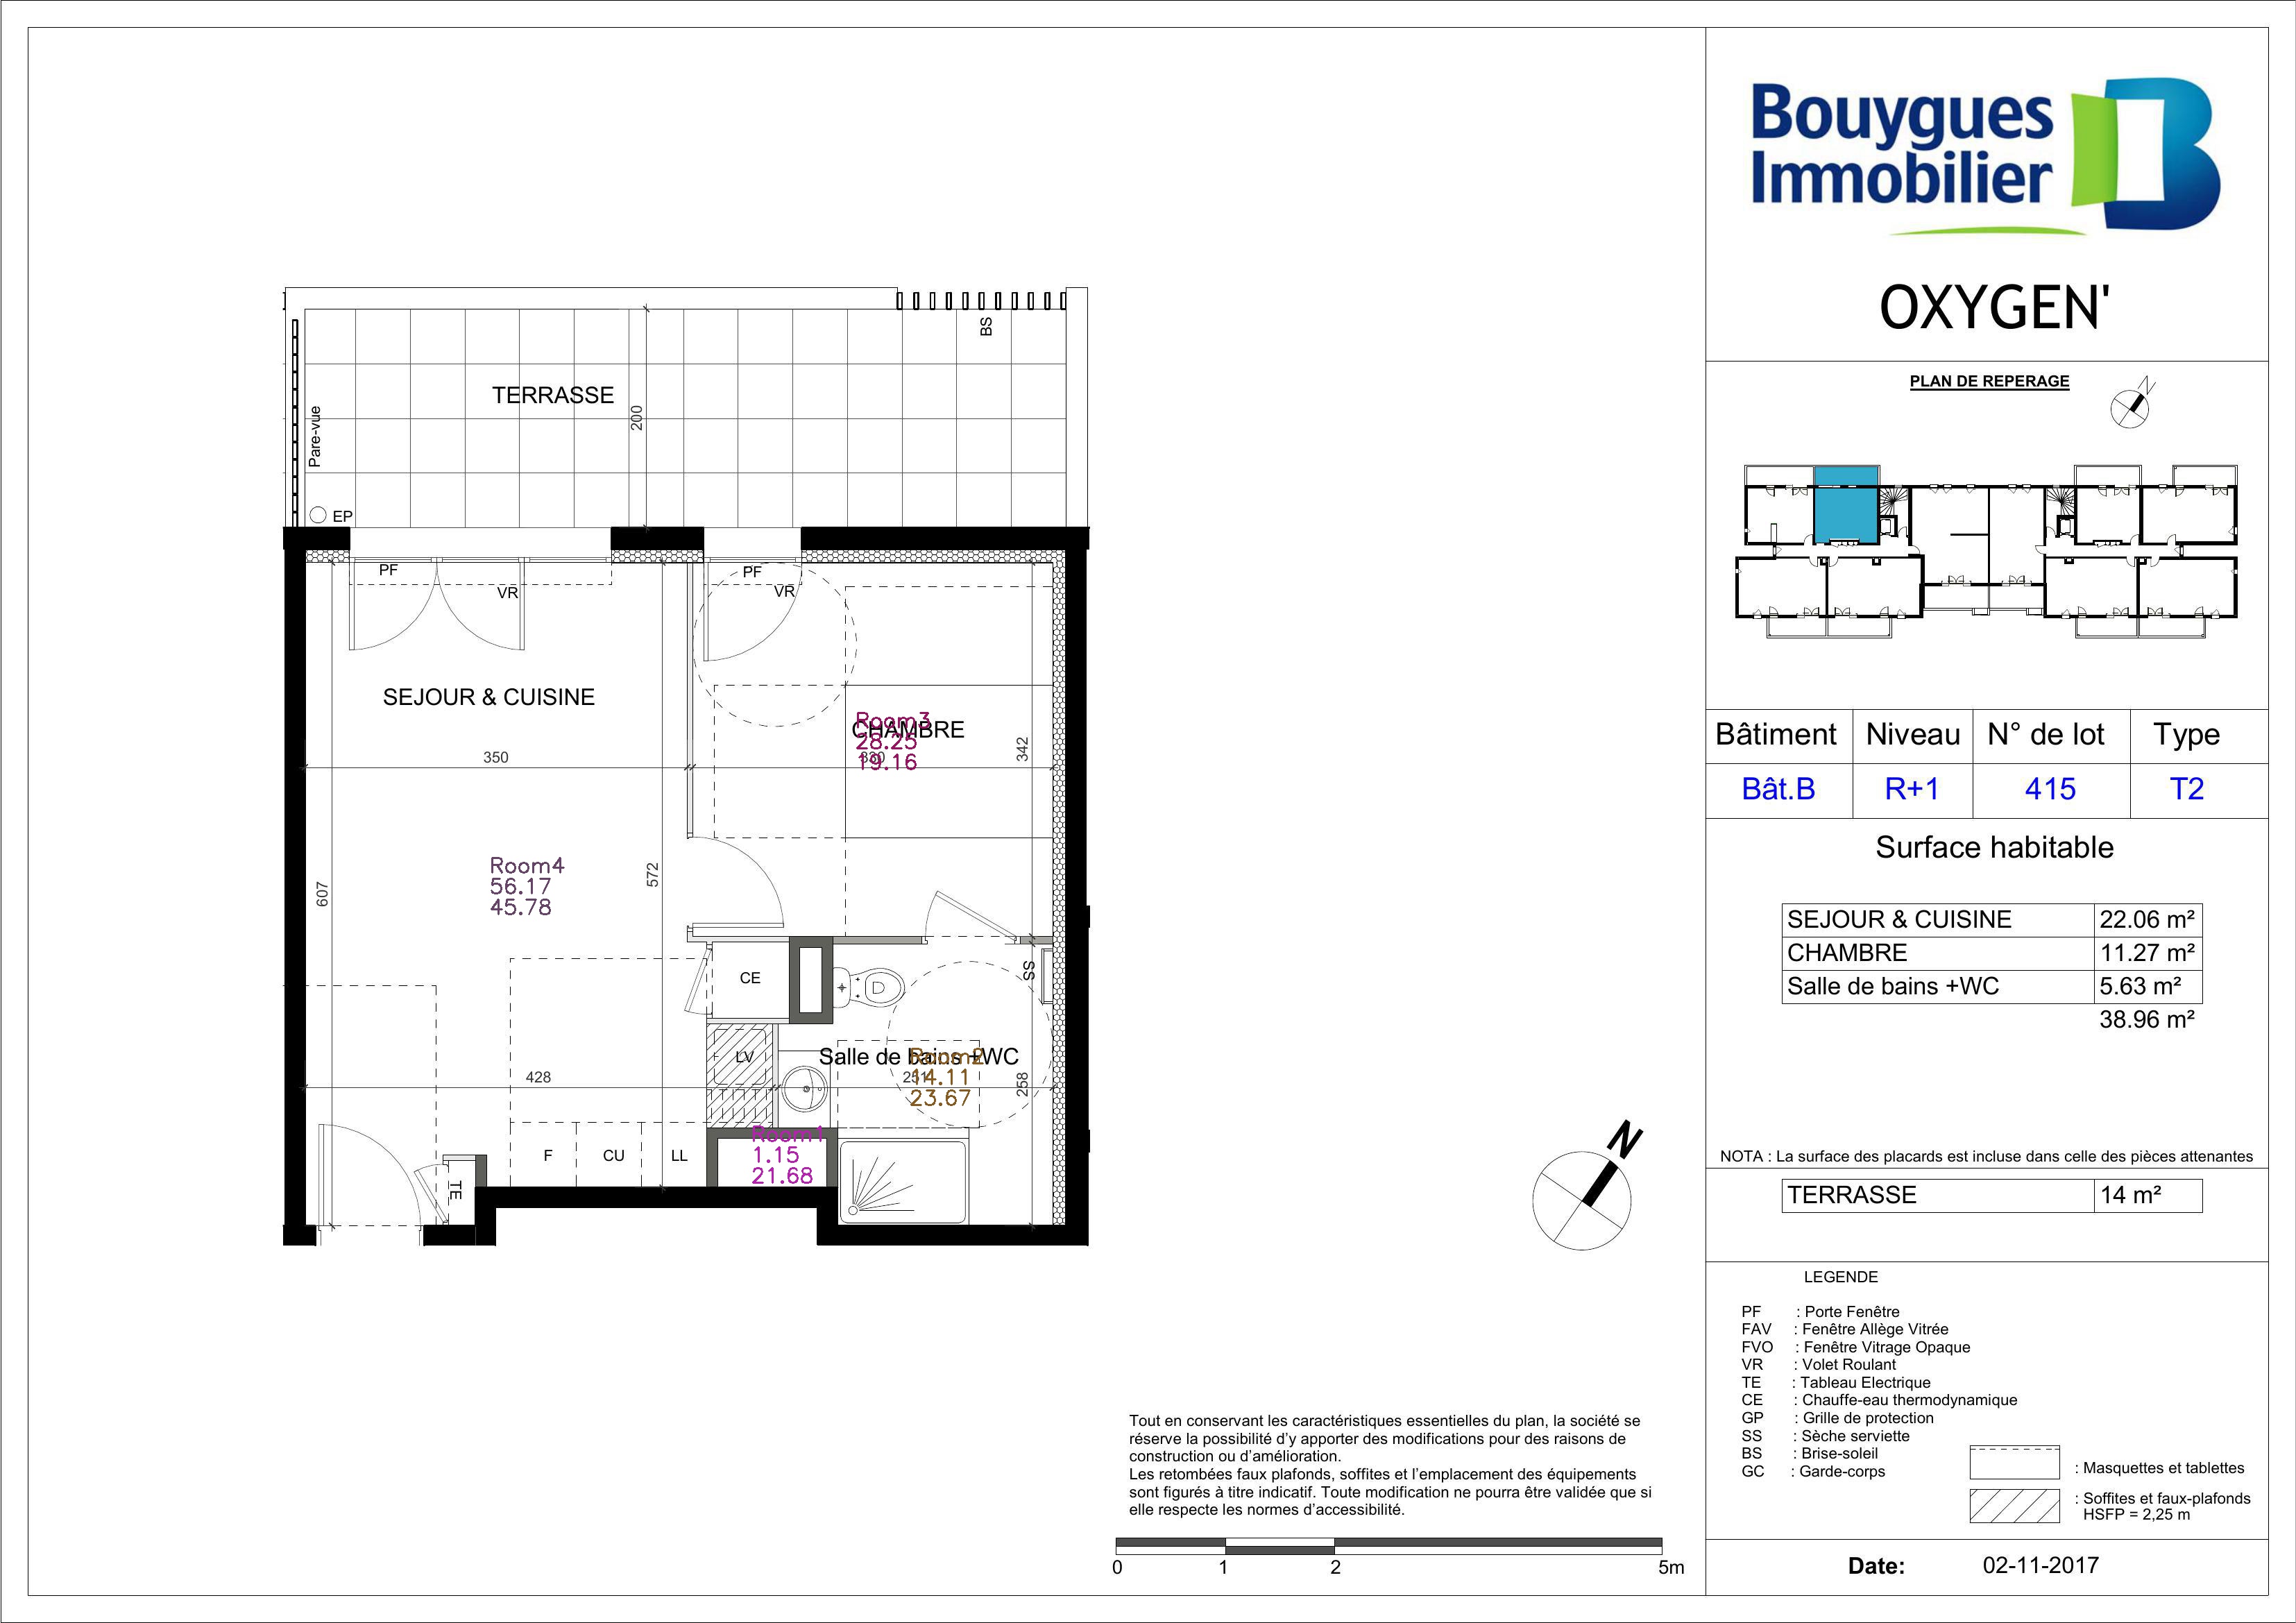 Bouygues
Immobilier
OXYGEN'
PLAN DE REPERAGE
N
Bâtiment Niveau N° de lot Type
Bât.B R+1 415 T2
Surface habitable
SEJOUR & CUISINE 22.06 m²
CHAMBRE 11.27 m²
Salle de bains +WC 5.63 m²
38.96 m²
NOTA : La surface des placards est incluse dans celle des pièces attenantes
TERRASSE 14 m²
LEGENDE
PF : Porte Fenêtre
FAV : Fenêtre Allège Vitrée
FVO : Fenêtre Vitrage Opaque
VR : Volet Roulant
TE : Tableau Electrique
CE : Chauffe-eau thermodynamique
GP : Grille de protection
SS : Sèche serviette
BS : Brise-soleil
GC : Garde-corps
: Masquettes et tablettes
: Soffites et faux-plafonds
HSFP = 2,25 m
Date: 02-11-2017
BS
TERRASSE
200
Pare-vue
EP
PF
VR
PF
VR
SEJOUR & CUISINE
CHAMBRE
Room3
28.25
19.16
350
330
342
Room4
56.17
45.78
607
572
CE
SS
LV
Salle de bains +WC
Room2
14.11
23.67
428
251
258
Room1
1.15
21.68
F
CU
LL
TE
N
Tout en conservant les caractéristiques essentielles du plan, la société se
réserve la possibilité d'y apporter des modifications pour des raisons de
construction ou d'amélioration.
Les retombées faux plafonds, soffites et l'emplacement des équipements
sont figurés à titre indicatif. Toute modification ne pourra être validée que si
elle respecte les normes d'accessibilité.
0 1 2 5m